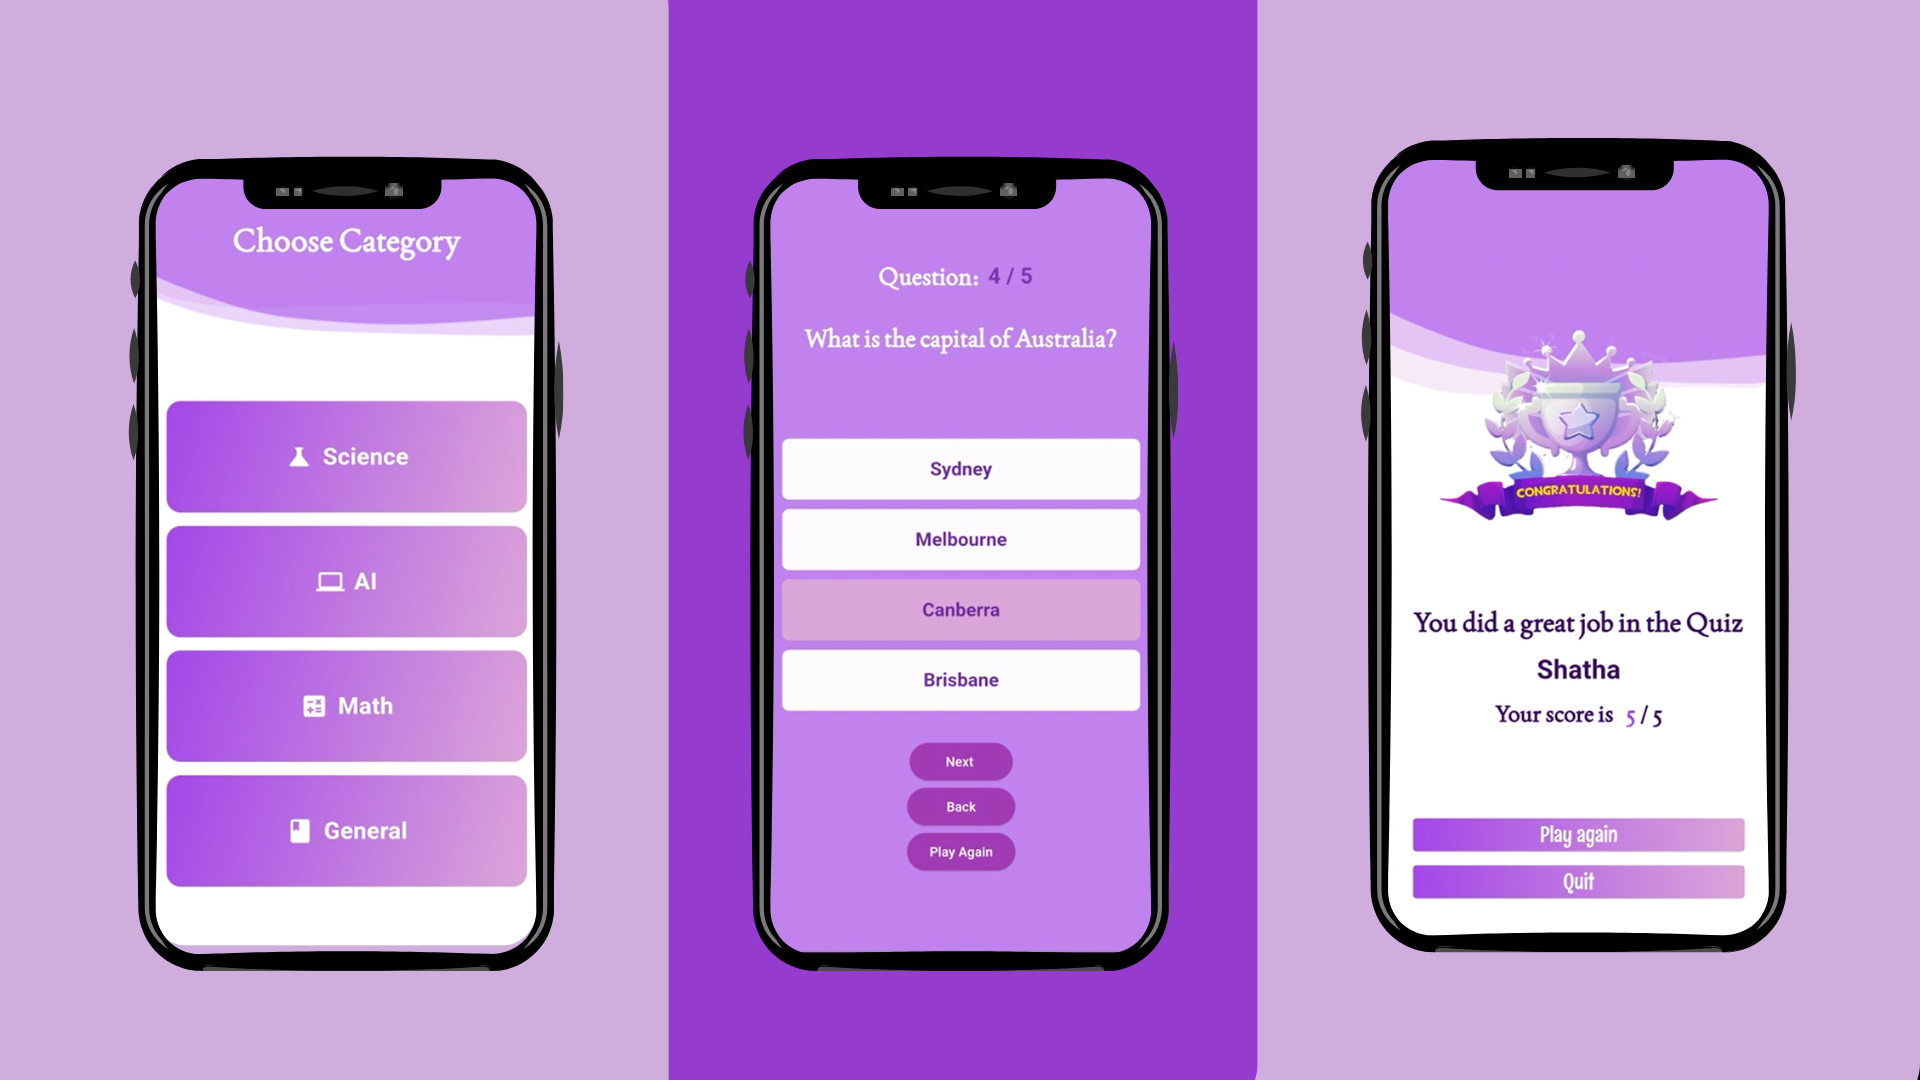 Choose Category
Science
AI
Math
General
Question: 4 / 5
What is the capital of Australia?
Sydney
Melbourne
Canberra
Brisbane
Next
Back
Play Again
CONGRATULATIONS!
You did a great job in the Quiz
Shatha
Your score is 5 / 5
Play again
Quit